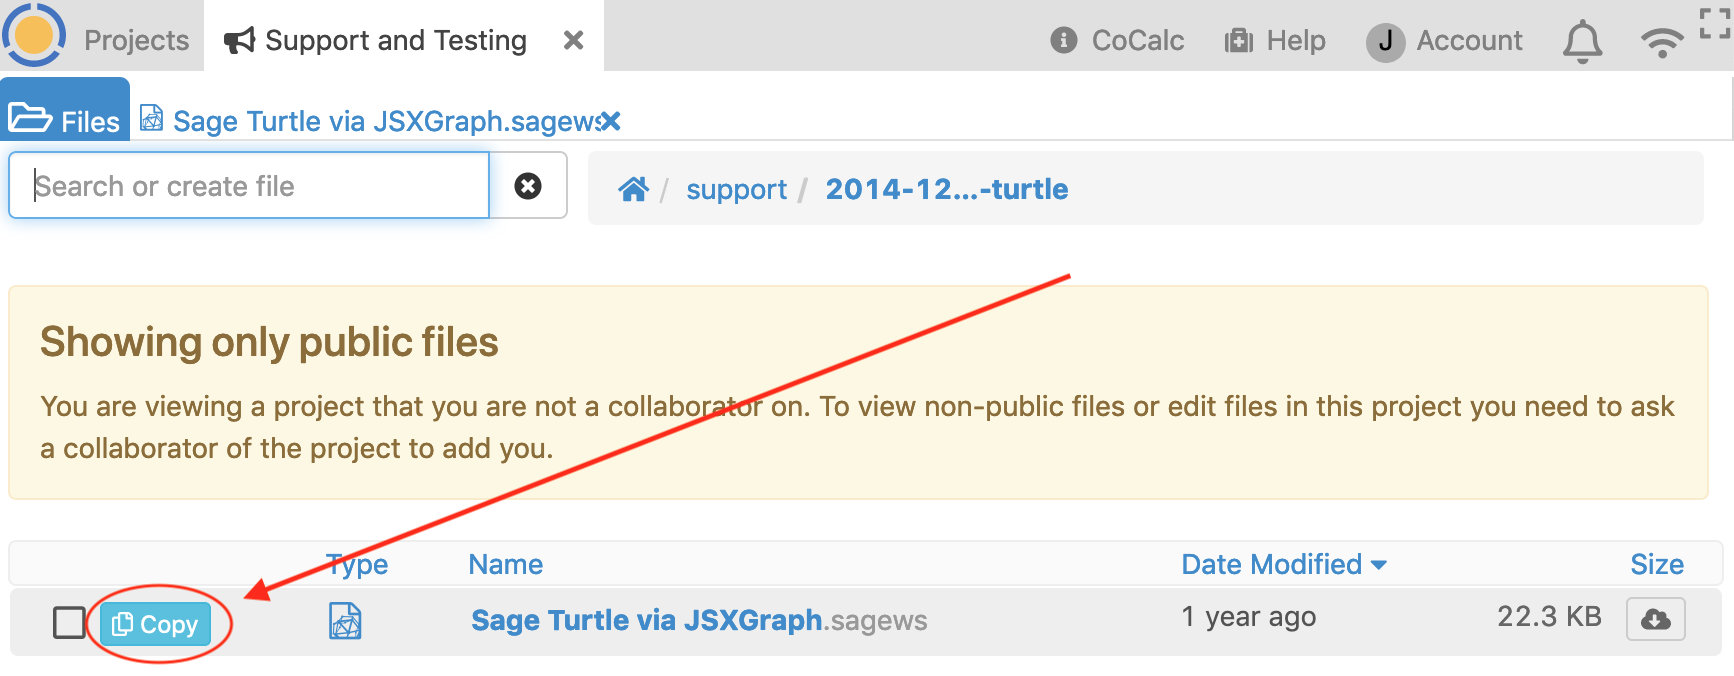 Projects Support and Testing CoCalc Help J Account
Files Sage Turtle via JSXGraph.sagews
Search or create file / support / 2014-12...-turtle
Showing only public files
You are viewing a project that you are not a collaborator on. To view non-public files or edit files in this project you need to ask
a collaborator of the project to add you.
Type Name Date Modified Size
Copy Sage Turtle via JSXGraph.sagews 1 year ago 22.3 KB